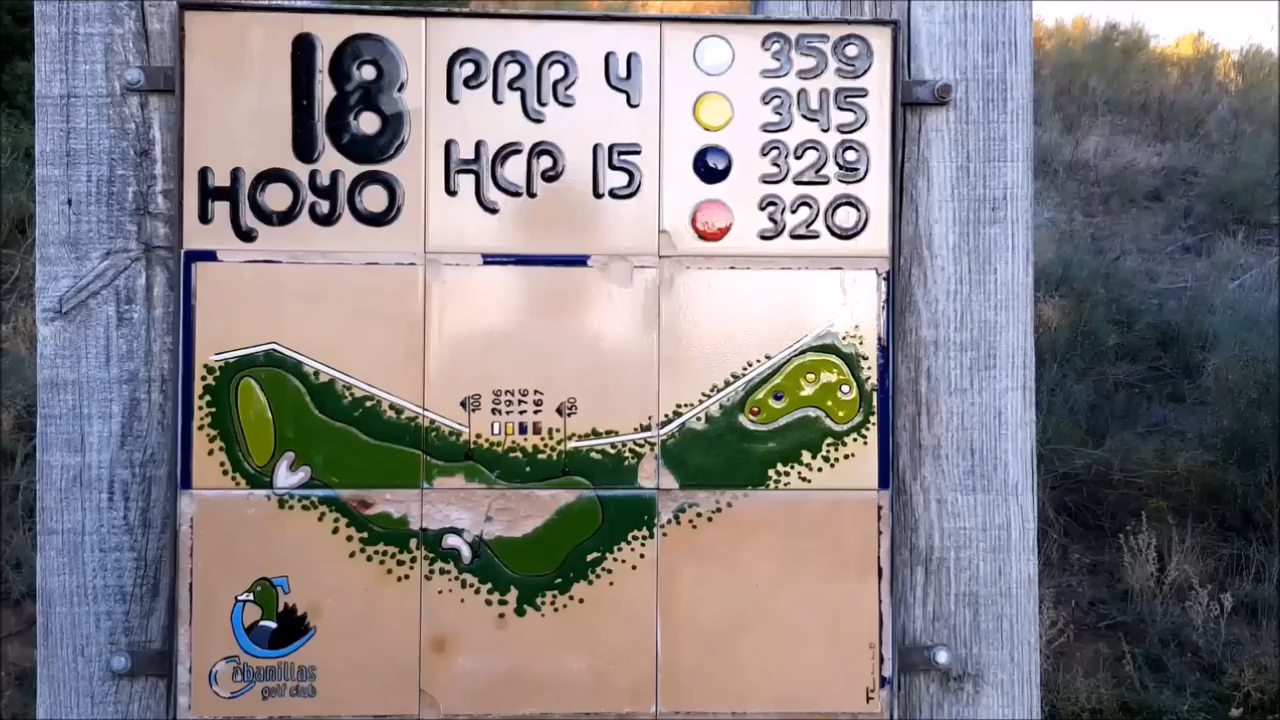 18
HOYO
PAR 4
HCP 15
359
345
329
320
100
206
192
176
167
150
Cabanillas
golf club